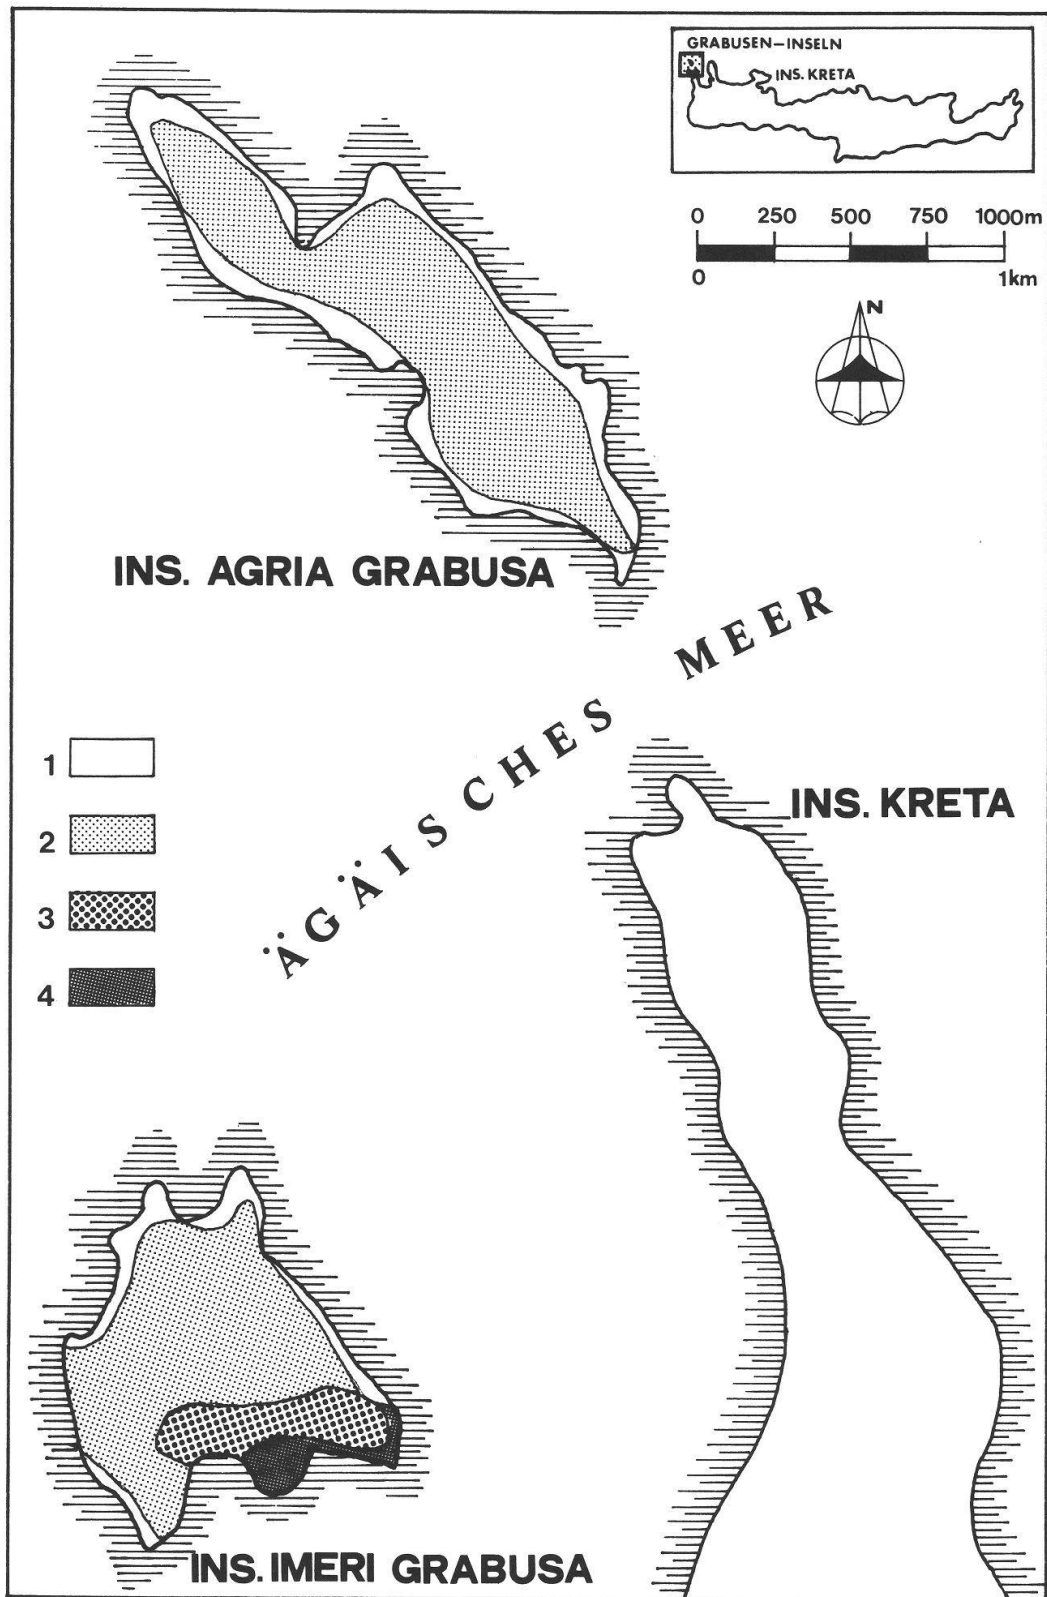 GRABUSEN–INSELN
INS. KRETA
0 250 500 750 1000m
0 1km
N
INS. AGRIA GRABUSA
ÄGÄISCHES MEER
INS. KRETA
1
2
3
4
INS. IMERI GRABUSA